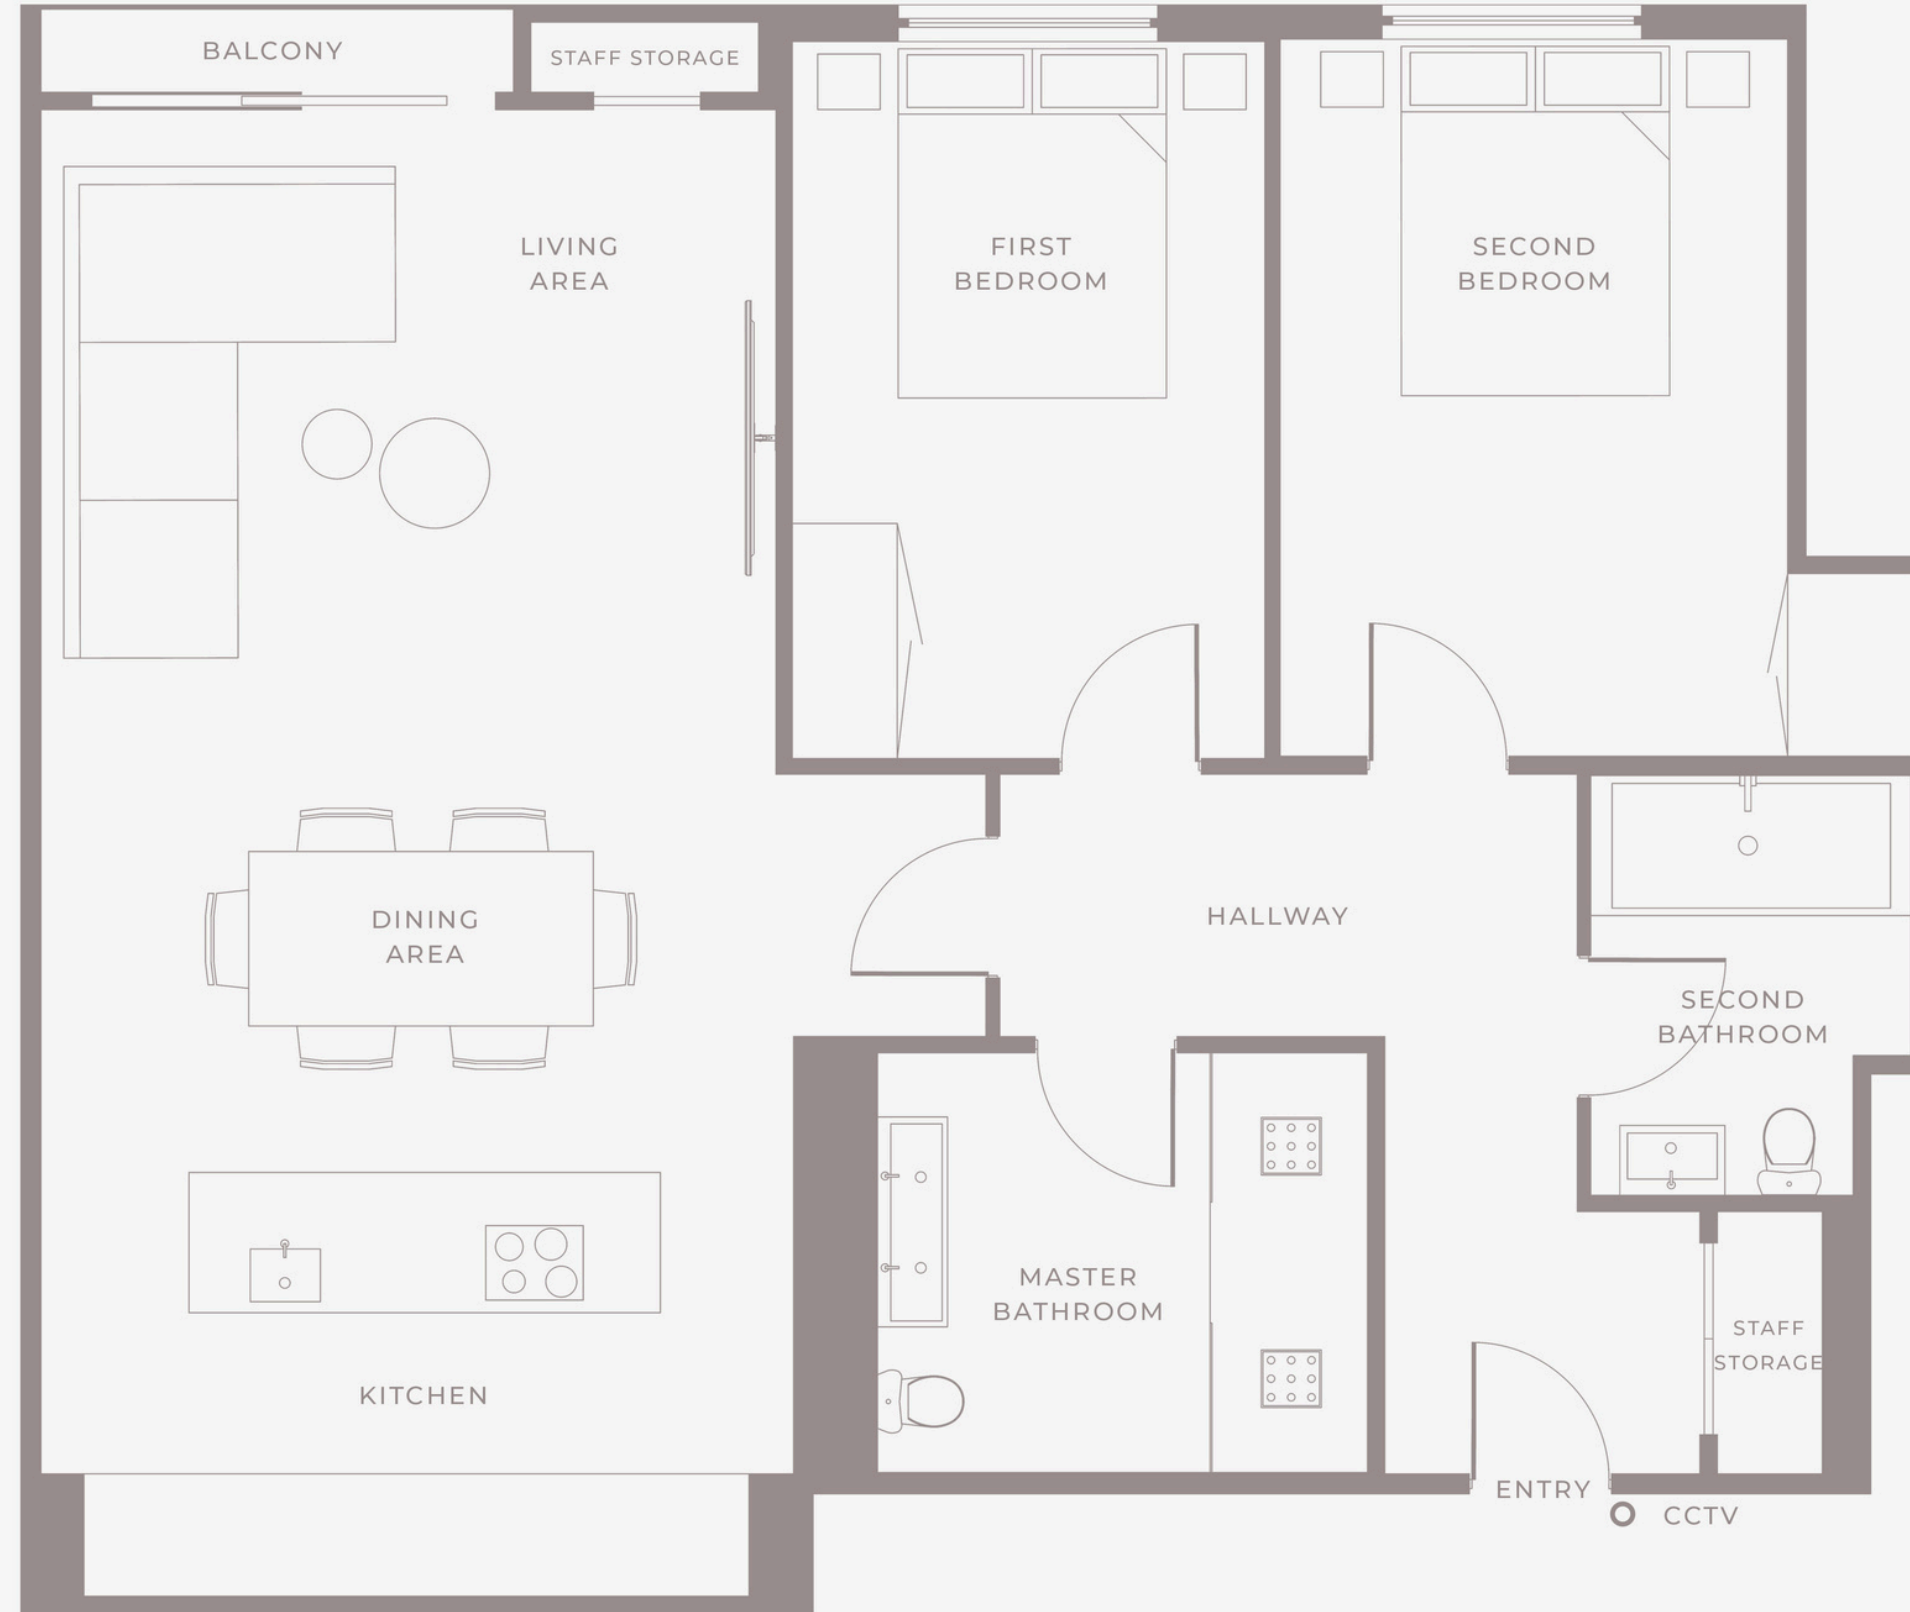 BALCONY
STAFF STORAGE
LIVING
AREA
FIRST
BEDROOM
SECOND
BEDROOM
DINING
AREA
HALLWAY
SECOND
BATHROOM
MASTER
BATHROOM
STAFF
STORAGE
KITCHEN
ENTRY
CCTV